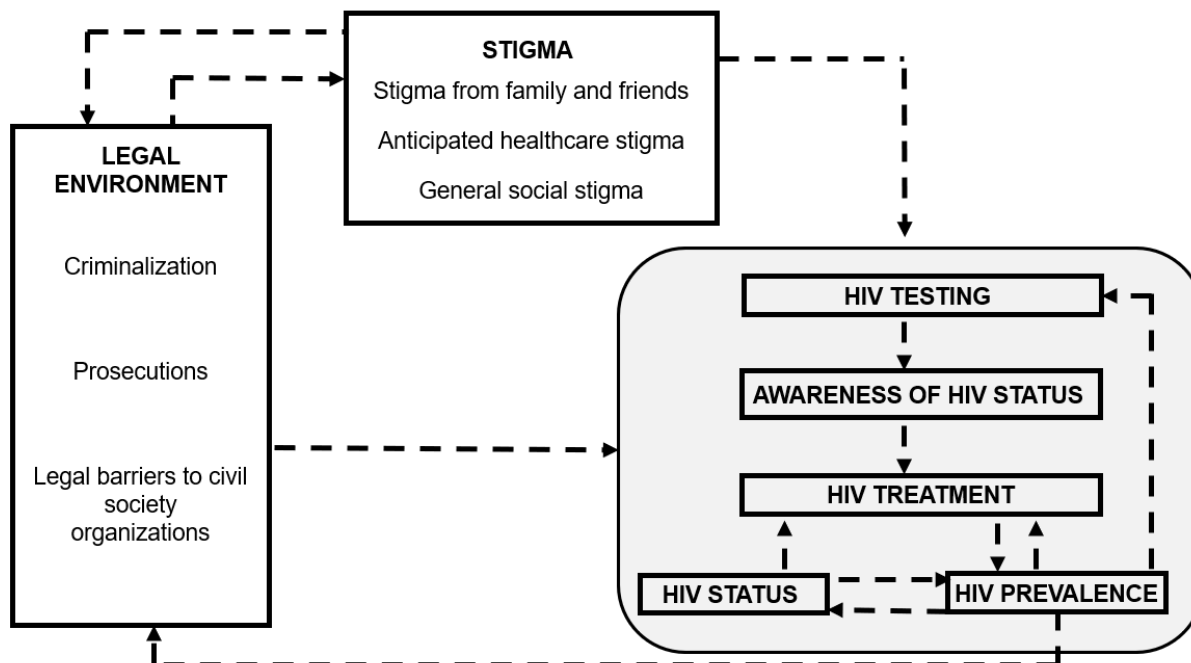 STIGMA
Stigma from family and friends
Anticipated healthcare stigma
General social stigma
LEGAL
ENVIRONMENT
Criminalization
Prosecutions
Legal barriers to civil
society
organizations
HIV TESTING
AWARENESS OF HIV STATUS
HIV TREATMENT
HIV STATUS
HIV PREVALENCE